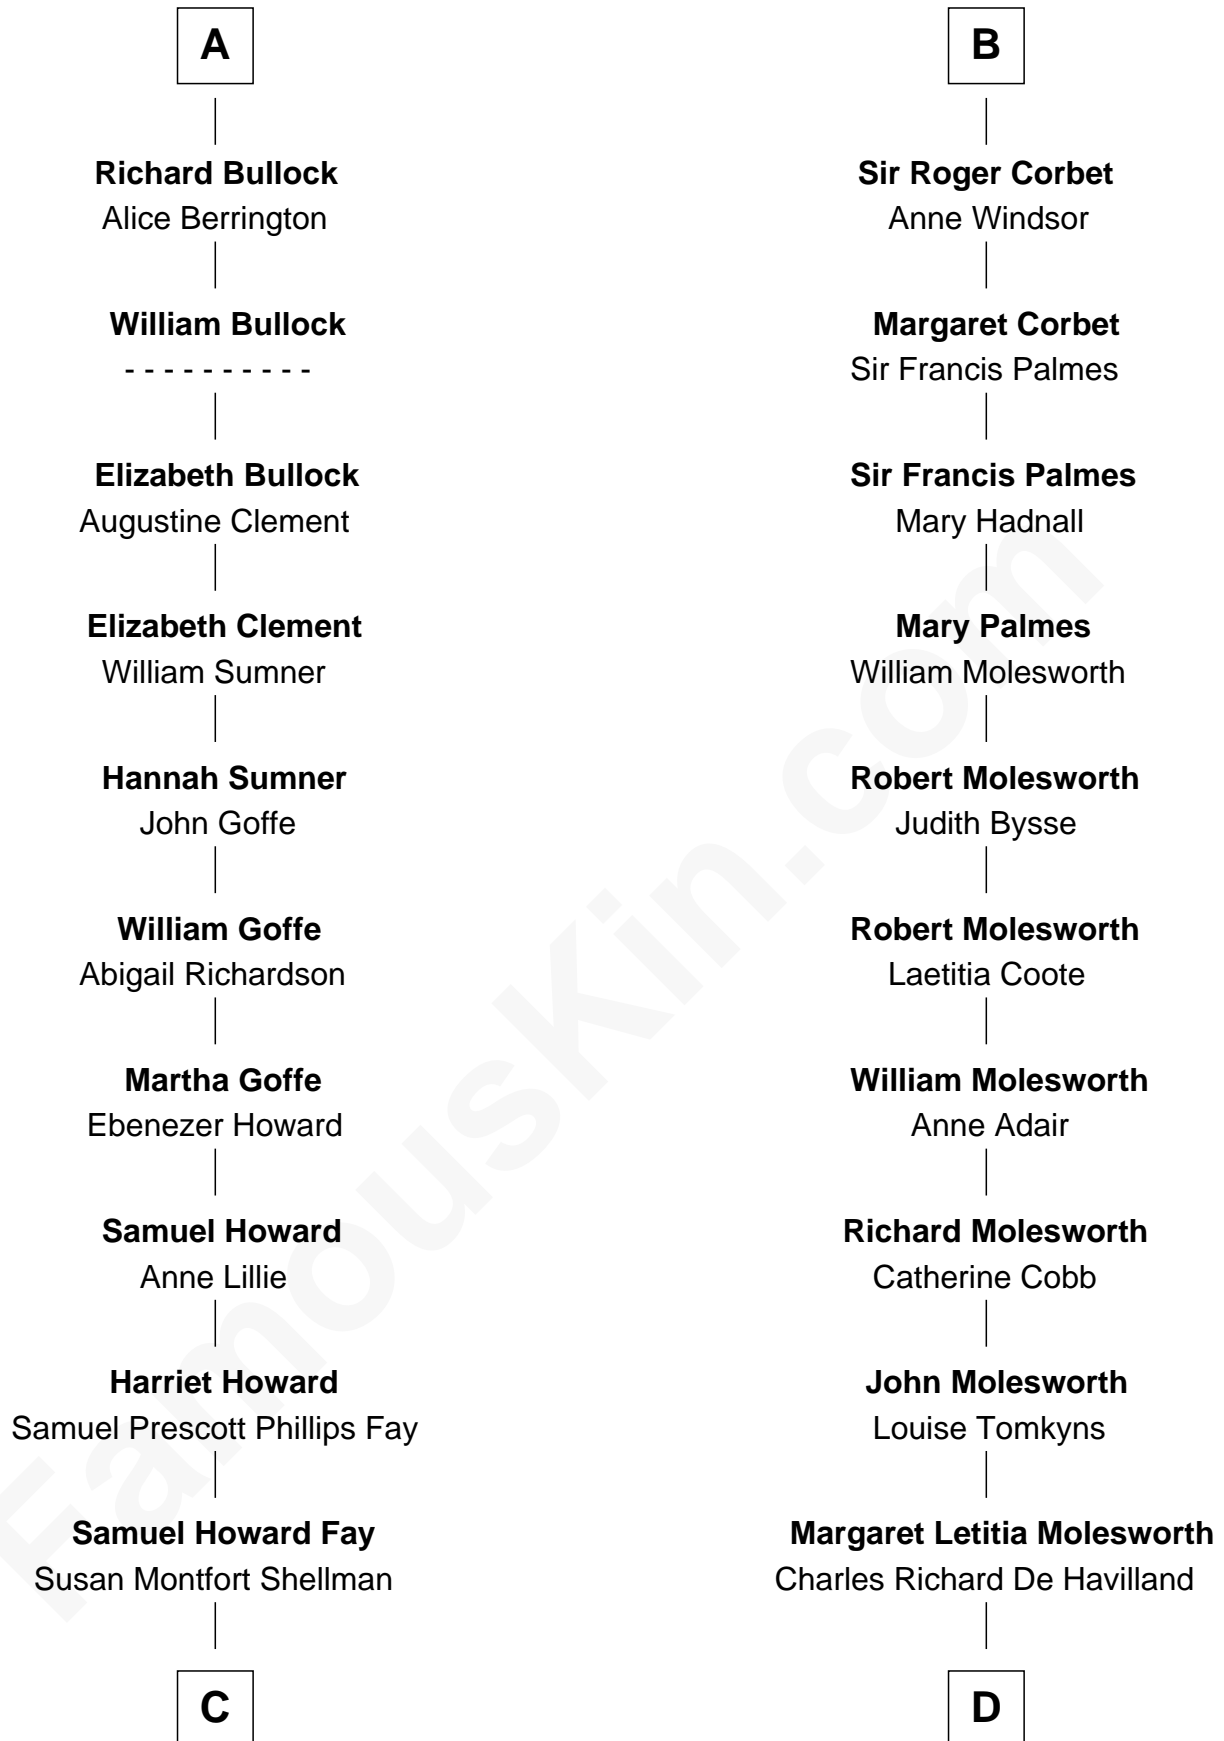 A
Richard Bullock
Alice Berrington
William Bullock
- - - - - - - - - -
Elizabeth Bullock
Augustine Clement
Elizabeth Clement
William Sumner
Hannah Sumner
John Goffe
William Goffe
Abigail Richardson
Martha Goffe
Ebenezer Howard
Samuel Howard
Anne Lillie
Harriet Howard
Samuel Prescott Phillips Fay
Samuel Howard Fay
Susan Montfort Shellman
C
B
Sir Roger Corbet
Anne Windsor
Margaret Corbet
Sir Francis Palmes
Sir Francis Palmes
Mary Hadnall
Mary Palmes
William Molesworth
Robert Molesworth
Judith Bysse
Robert Molesworth
Laetitia Coote
William Molesworth
Anne Adair
Richard Molesworth
Catherine Cobb
John Molesworth
Louise Tomkyns
Margaret Letitia Molesworth
Charles Richard De Havilland
D
FamousKin.com